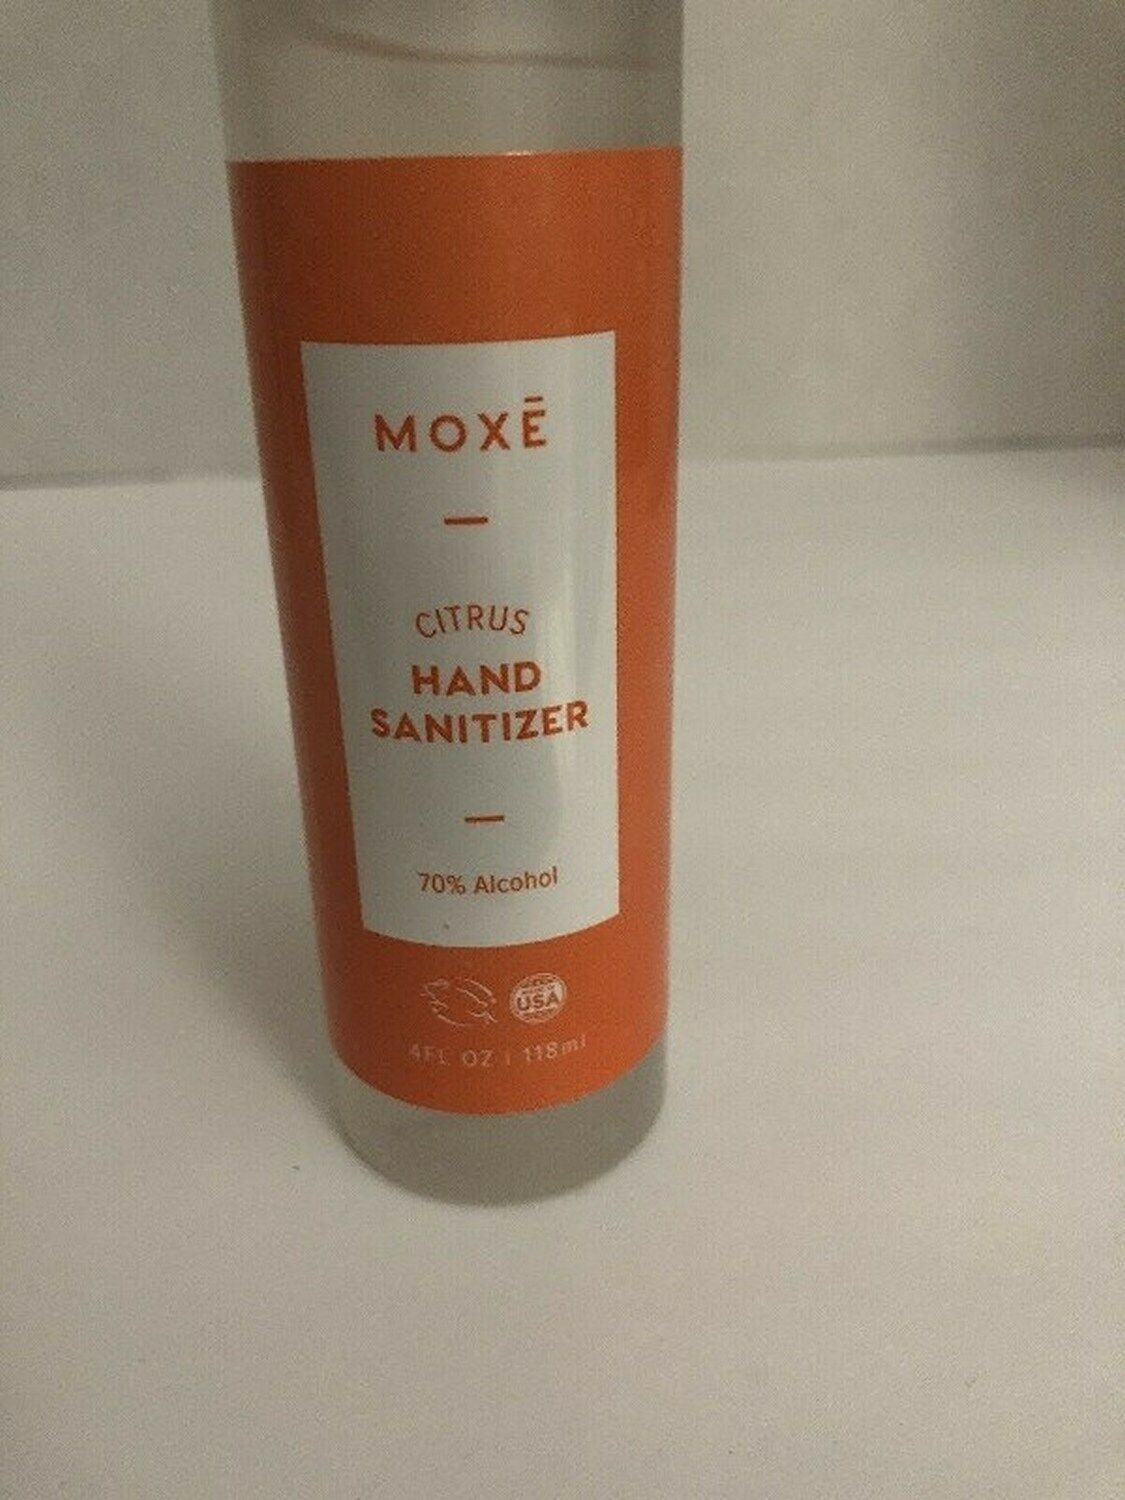 MOXĒ
CITRUS
HAND
SANITIZER
70% Alcohol
USA
4FL OZ | 118ml